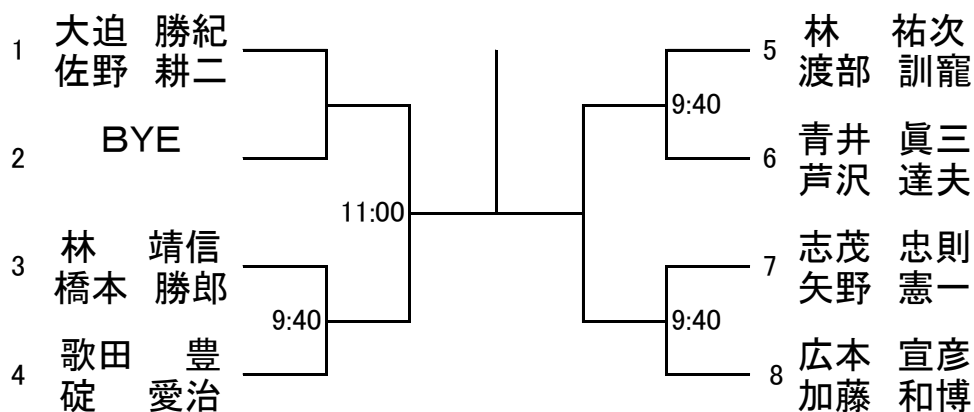 1 大迫 勝紀
佐野 耕二
2 BYE
11:00
3 林 靖信
橋本 勝郎
9:40
4 歌田 豊
碇 愛治
5 林 祐次
渡部 訓寵
9:40
6 青井 眞三
芦沢 達夫
7 志茂 忠則
矢野 憲一
9:40
8 広本 宣彦
加藤 和博